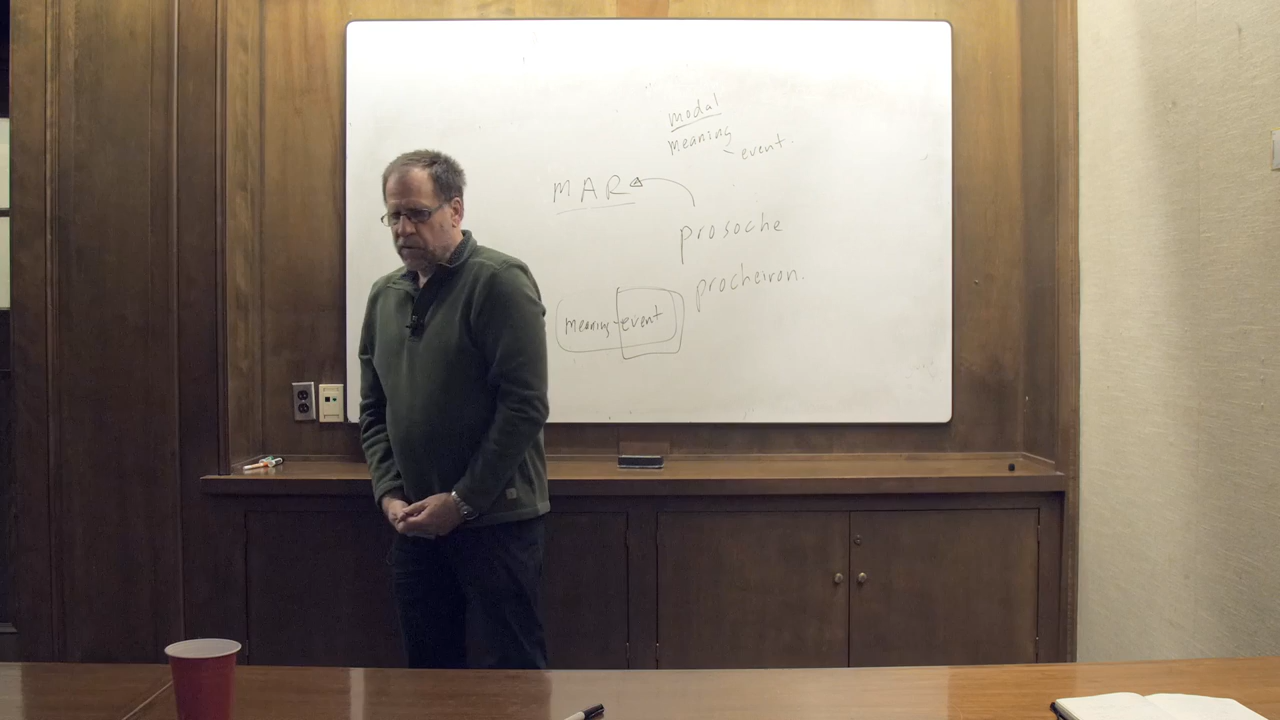 modal
meaning
event.
MAR
prosoche
procheiron.
meaning-event